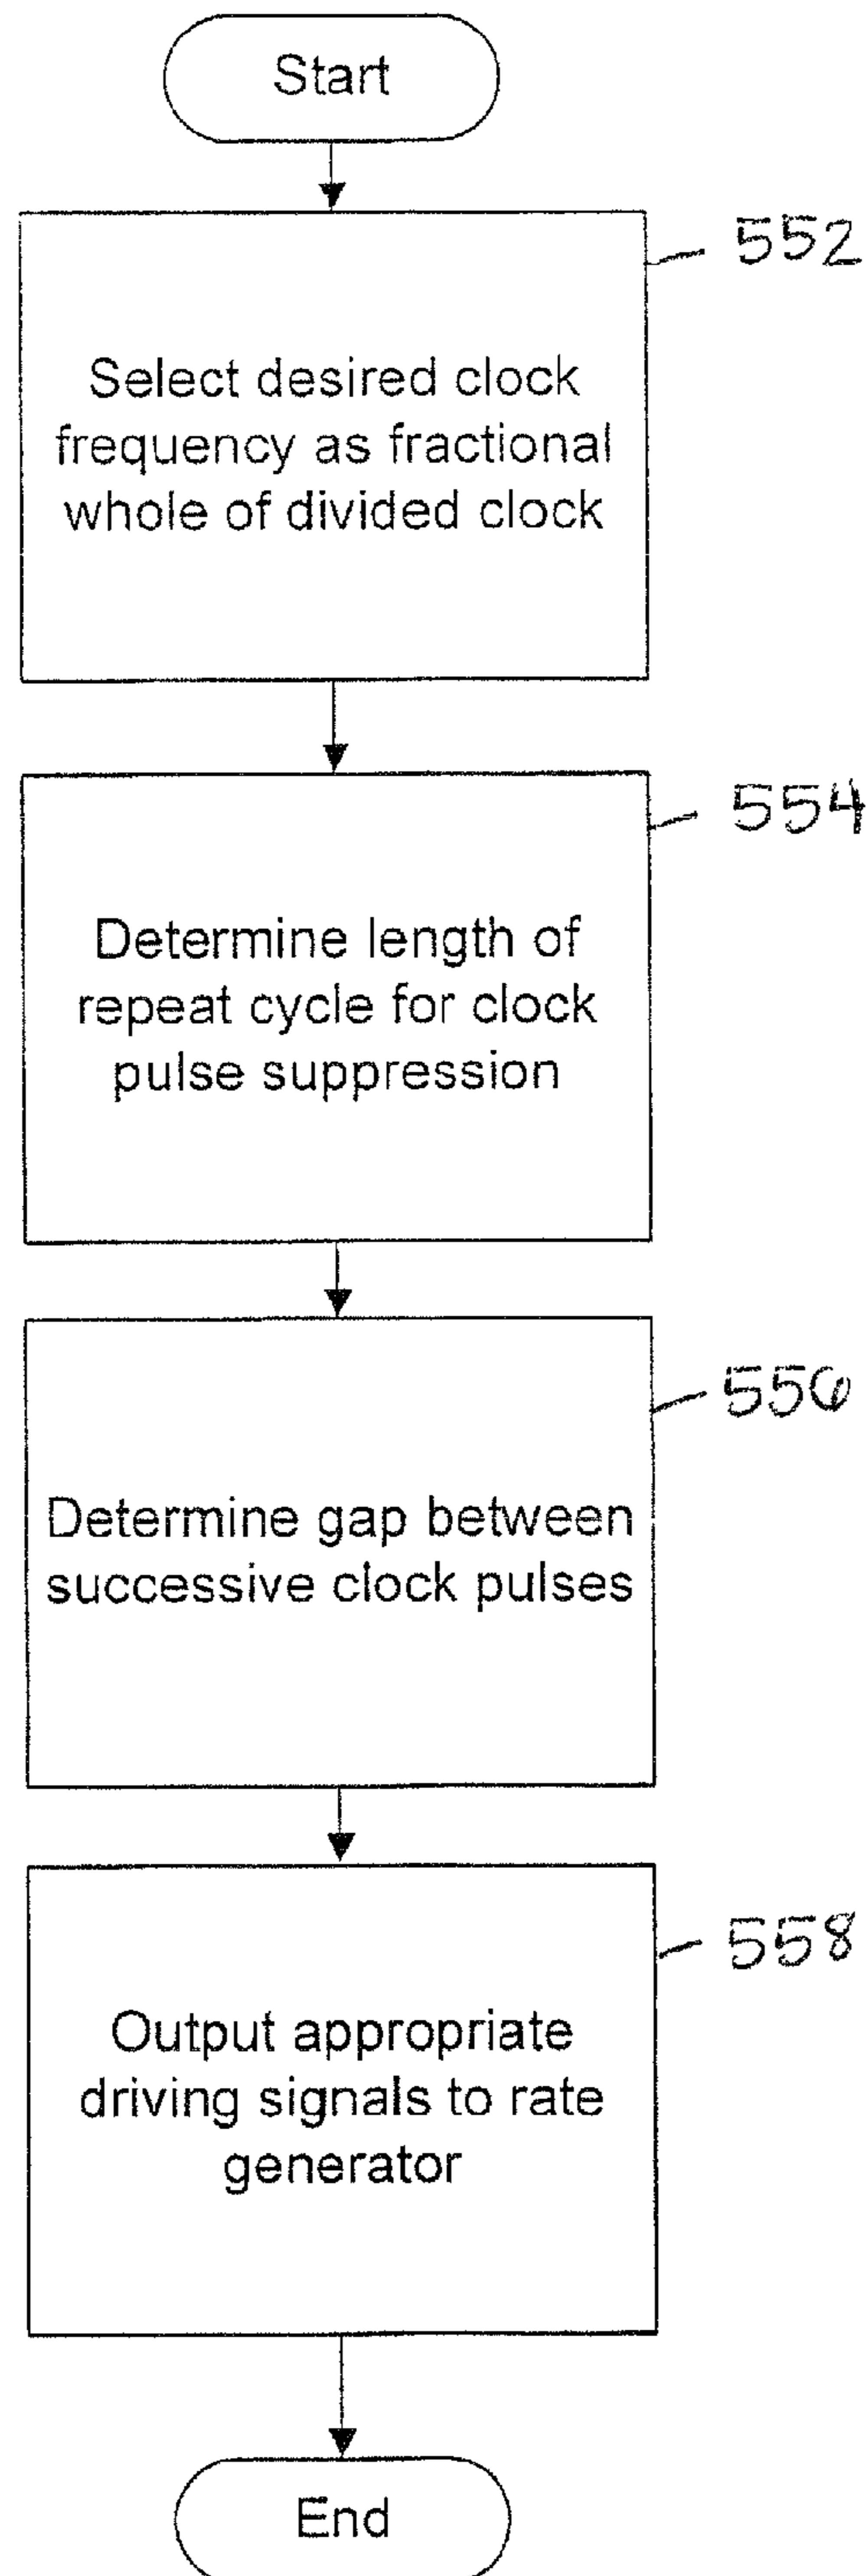 Start
552
Select desired clock
frequency as fractional
whole of divided clock
554
Determine length of
repeat cycle for clock
pulse suppression
556
Determine gap between
successive clock pulses
558
Output appropriate
driving signals to rate
generator
End